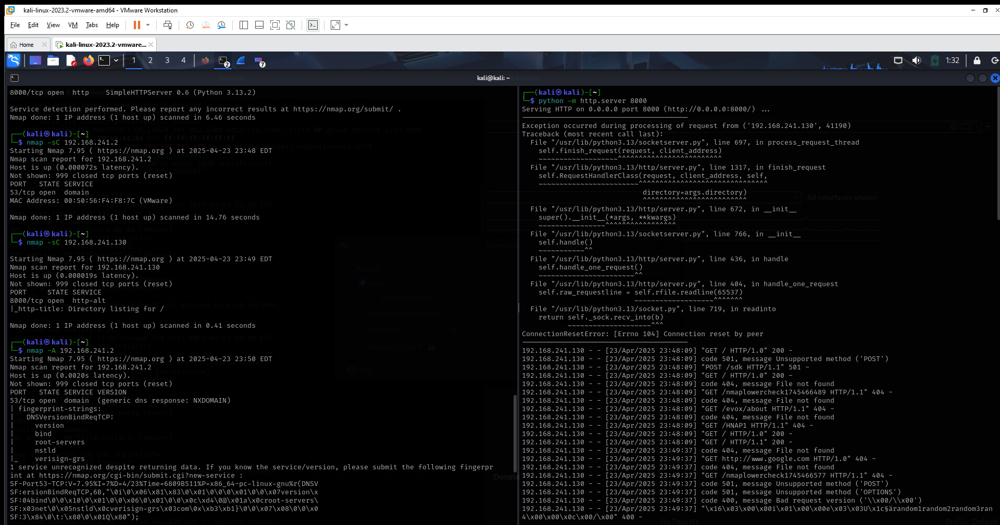 kali-linux-2023.2-vmware-amd64 - VMware Workstation
File Edit View VM Tabs Help
Home
kali-linux-2023.2-vmware...
1 2 3 4
2
7
1:32
kali@kali: ~
8000/tcp open  http    SimpleHTTPServer 0.6 (Python 3.13.2)
Service detection performed. Please report any incorrect results at https://nmap.org/submit/ .
Nmap done: 1 IP address (1 host up) scanned in 6.46 seconds
┌──(kali㉿kali)-[~]
└─$ nmap -sC 192.168.241.2
Starting Nmap 7.95 ( https://nmap.org ) at 2025-04-23 23:48 EDT
Nmap scan report for 192.168.241.2
Host is up (0.000072s latency).
Not shown: 999 closed tcp ports (reset)
PORT   STATE SERVICE
53/tcp open  domain
MAC Address: 00:50:56:F4:F8:7C (VMware)
Nmap done: 1 IP address (1 host up) scanned in 14.76 seconds
┌──(kali㉿kali)-[~]
└─$ nmap -sC 192.168.241.130
Starting Nmap 7.95 ( https://nmap.org ) at 2025-04-23 23:49 EDT
Nmap scan report for 192.168.241.130
Host is up (0.000019s latency).
Not shown: 999 closed tcp ports (reset)
PORT     STATE SERVICE
8000/tcp open  http-alt
|_http-title: Directory listing for /
Nmap done: 1 IP address (1 host up) scanned in 0.41 seconds
┌──(kali㉿kali)-[~]
└─$ nmap -A 192.168.241.2
Starting Nmap 7.95 ( https://nmap.org ) at 2025-04-23 23:50 EDT
Nmap scan report for 192.168.241.2
Host is up (0.0020s latency).
Not shown: 999 closed tcp ports (reset)
PORT   STATE SERVICE VERSION
53/tcp open  domain  (generic dns response: NXDOMAIN)
| fingerprint-strings:
|   DNSVersionBindReqTCP:
|     version
|     bind
|     root-servers
|     nstld
|_    verisign-grs
1 service unrecognized despite returning data. If you know the service/version, please submit the following fingerpr
int at https://nmap.org/cgi-bin/submit.cgi?new-service :
SF-Port53-TCP:V=7.95%I=7%D=4/23%Time=6809B511%P=x86_64-pc-linux-gnu%r(DNSV
SF:ersionBindReqTCP,6B,"\0i\0\x06\x81\x83\0\x01\0\0\0\x01\0\0\x07version\x
SF:04bind\0\0\x10\0\x01\0\0\x06\0\x01\0\0\x0c\xd4\0@\x01a\x0croot-servers\
SF:x03net\0\x05nstld\x0cverisign-grs\x03com\0x\xb3\xb1}\0\0\x07\x08\0\0\x0
SF:3\x84\0\t:\x80\0\x01Q\x80");
┌──(kali㉿kali)-[~]
└─$ python -m http.server 8000
Serving HTTP on 0.0.0.0 port 8000 (http://0.0.0.0:8000/) ...
----------------------------------------
Exception occurred during processing of request from ('192.168.241.130', 41190)
Traceback (most recent call last):
  File "/usr/lib/python3.13/socketserver.py", line 697, in process_request_thread
    self.finish_request(request, client_address)
    ~~~~~~~~~~~~~~~~~~~^^^^^^^^^^^^^^^^^^^^^^^^^
  File "/usr/lib/python3.13/http/server.py", line 1317, in finish_request
    self.RequestHandlerClass(request, client_address, self,
    ~~~~~~~~~~~~~~~~~~~~~~~~^^^^^^^^^^^^^^^^^^^^^^^^^^^^^^^
                             directory=args.directory)
                             ^^^^^^^^^^^^^^^^^^^^^^^^^
  File "/usr/lib/python3.13/http/server.py", line 672, in __init__
    super().__init__(*args, **kwargs)
    ~~~~~~~~~~~~~~~~^^^^^^^^^^^^^^^^^
  File "/usr/lib/python3.13/socketserver.py", line 766, in __init__
    self.handle()
    ~~~~~~~~~~~^^
  File "/usr/lib/python3.13/http/server.py", line 436, in handle
    self.handle_one_request()
    ~~~~~~~~~~~~~~~~~~~~~~~^^
  File "/usr/lib/python3.13/http/server.py", line 404, in handle_one_request
    self.raw_requestline = self.rfile.readline(65537)
                           ~~~~~~~~~~~~~~~~~~~^^^^^^^
  File "/usr/lib/python3.13/socket.py", line 719, in readinto
    return self._sock.recv_into(b)
           ~~~~~~~~~~~~~~~~~~~~^^^
ConnectionResetError: [Errno 104] Connection reset by peer
----------------------------------------
192.168.241.130 - - [23/Apr/2025 23:48:09] "GET / HTTP/1.0" 200 -
192.168.241.130 - - [23/Apr/2025 23:48:09] code 501, message Unsupported method ('POST')
192.168.241.130 - - [23/Apr/2025 23:48:09] "POST /sdk HTTP/1.1" 501 -
192.168.241.130 - - [23/Apr/2025 23:48:09] "GET / HTTP/1.0" 200 -
192.168.241.130 - - [23/Apr/2025 23:48:09] code 404, message File not found
192.168.241.130 - - [23/Apr/2025 23:48:09] "GET /nmaplowercheck1745466489 HTTP/1.1" 404 -
192.168.241.130 - - [23/Apr/2025 23:48:09] code 404, message File not found
192.168.241.130 - - [23/Apr/2025 23:48:09] "GET /evox/about HTTP/1.1" 404 -
192.168.241.130 - - [23/Apr/2025 23:48:09] code 404, message File not found
192.168.241.130 - - [23/Apr/2025 23:48:09] "GET /HNAP1 HTTP/1.1" 404 -
192.168.241.130 - - [23/Apr/2025 23:48:09] "GET / HTTP/1.0" 200 -
192.168.241.130 - - [23/Apr/2025 23:48:09] "GET / HTTP/1.1" 200 -
192.168.241.130 - - [23/Apr/2025 23:49:37] code 404, message File not found
192.168.241.130 - - [23/Apr/2025 23:49:37] "GET http://www.google.com HTTP/1.0" 404 -
192.168.241.130 - - [23/Apr/2025 23:49:37] code 404, message File not found
192.168.241.130 - - [23/Apr/2025 23:49:37] "GET /nmaplowercheck1745466577 HTTP/1.1" 404 -
192.168.241.130 - - [23/Apr/2025 23:49:37] code 501, message Unsupported method ('POST')
192.168.241.130 - - [23/Apr/2025 23:49:37] code 501, message Unsupported method ('OPTIONS')
192.168.241.130 - - [23/Apr/2025 23:49:37] code 400, message Bad request version ('\\x00/\\x00')
192.168.241.130 - - [23/Apr/2025 23:49:37] "\x16\x03\x00\x00i\x01\x00\x00e\x03\x03U\x1c§ärandom1random2random3ran
4\x00\x00\x0c\x00/\x00" 400 -